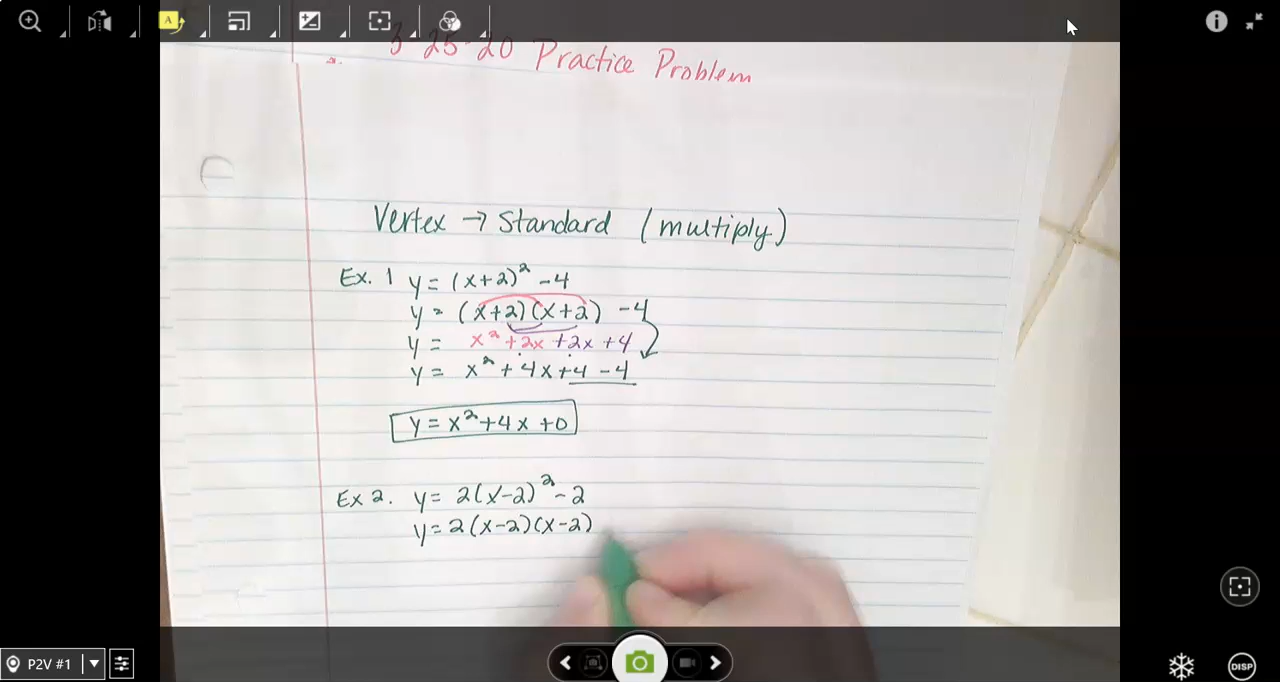 3-25-20 Practice Problem
Vertex → Standard (multiply)
Ex. 1 y = (x+2)² -4
y = (x+2)(x+2) -4
y = x² +2x +2x +4
y = x² + 4x +4 -4
y = x² +4x +0
Ex 2. y = 2(x-2)² - 2
y = 2(x-2)(x-2)
P2V #1
DISP